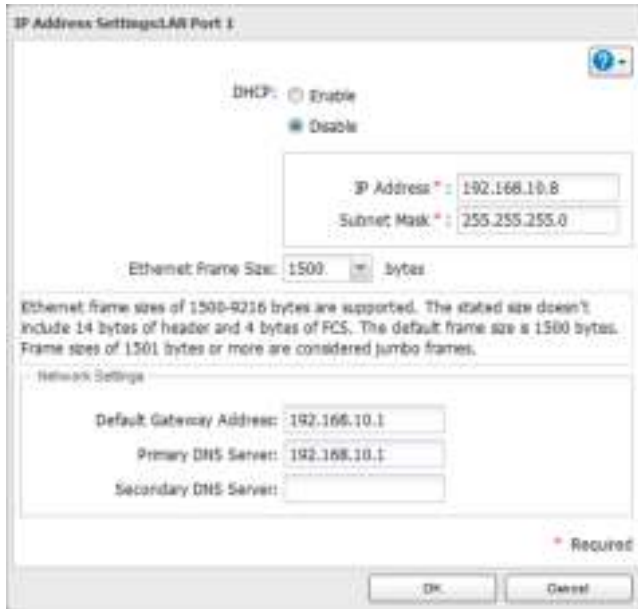 IP Address Settings:LAN Port 1
DHCP: Enable
Disable
IP Address * : 192.168.10.8
Subnet Mask * : 255.255.255.0
Ethernet Frame Size: 1500 bytes
Ethernet frame sizes of 1500-9216 bytes are supported. The stated size doesn't
include 14 bytes of header and 4 bytes of FCS. The default frame size is 1500 bytes.
Frame sizes of 1501 bytes or more are considered jumbo frames.
Network Settings
Default Gateway Address: 192.168.10.1
Primary DNS Server: 192.168.10.1
Secondary DNS Server:
* Required
OK Cancel